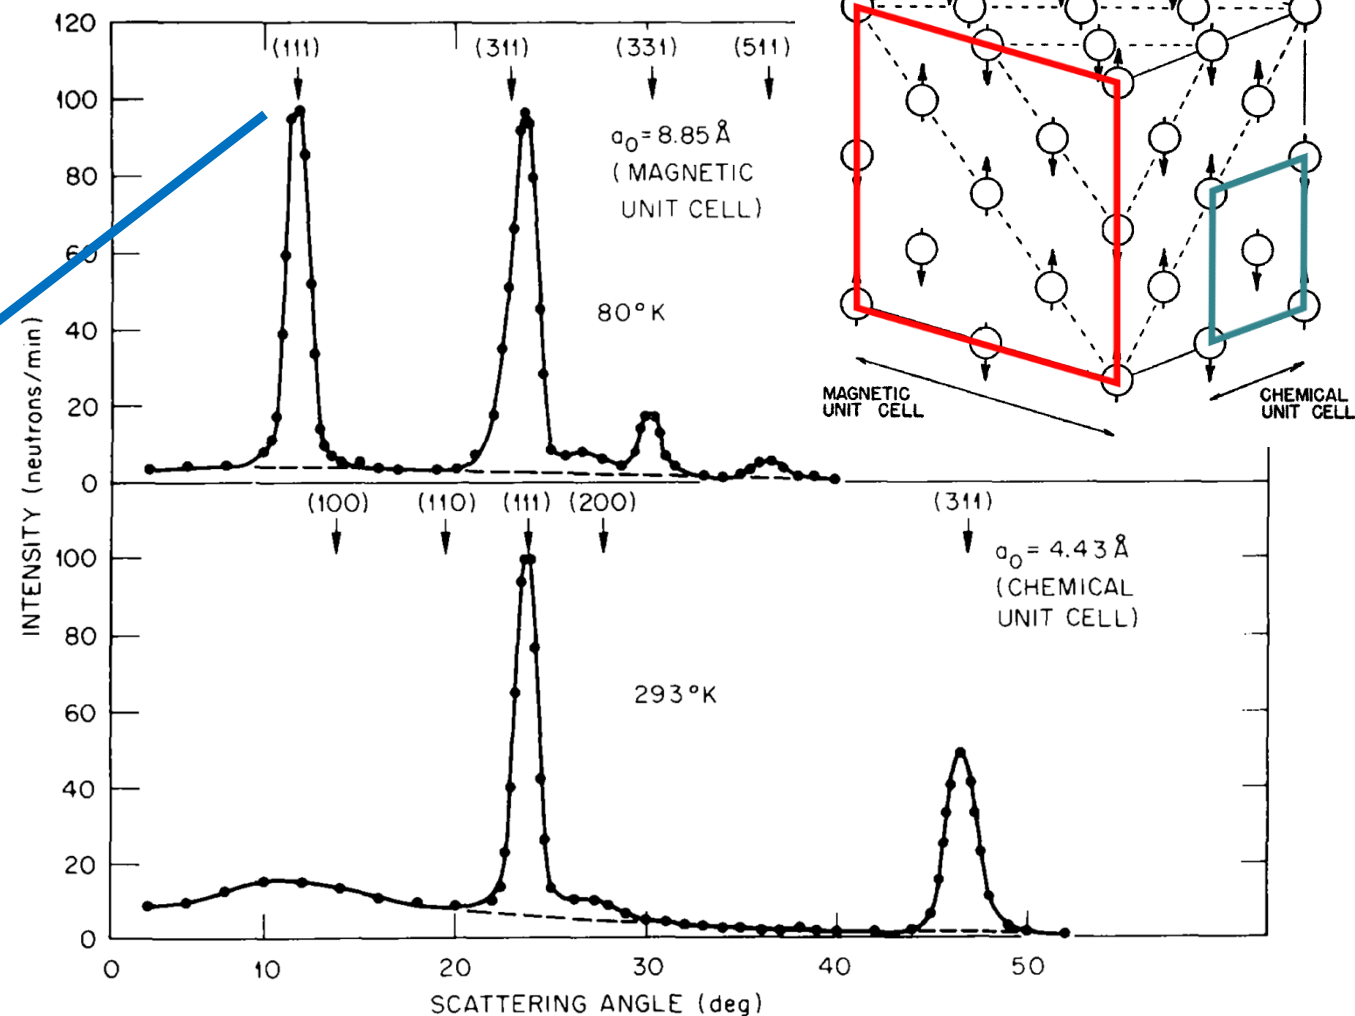 120
(111)
(311)
(331)
(511)
100
a₀=8.85 Å
(MAGNETIC
UNIT CELL)
80
60
80°K
40
20
0
MAGNETIC
UNIT CELL
CHEMICAL
UNIT CELL
(100)
(110)
(111)
(200)
(311)
100
a₀=4.43 Å
(CHEMICAL
UNIT CELL)
80
293°K
60
40
20
0
INTENSITY (neutrons/min)
0
10
20
30
40
50
SCATTERING ANGLE (deg)